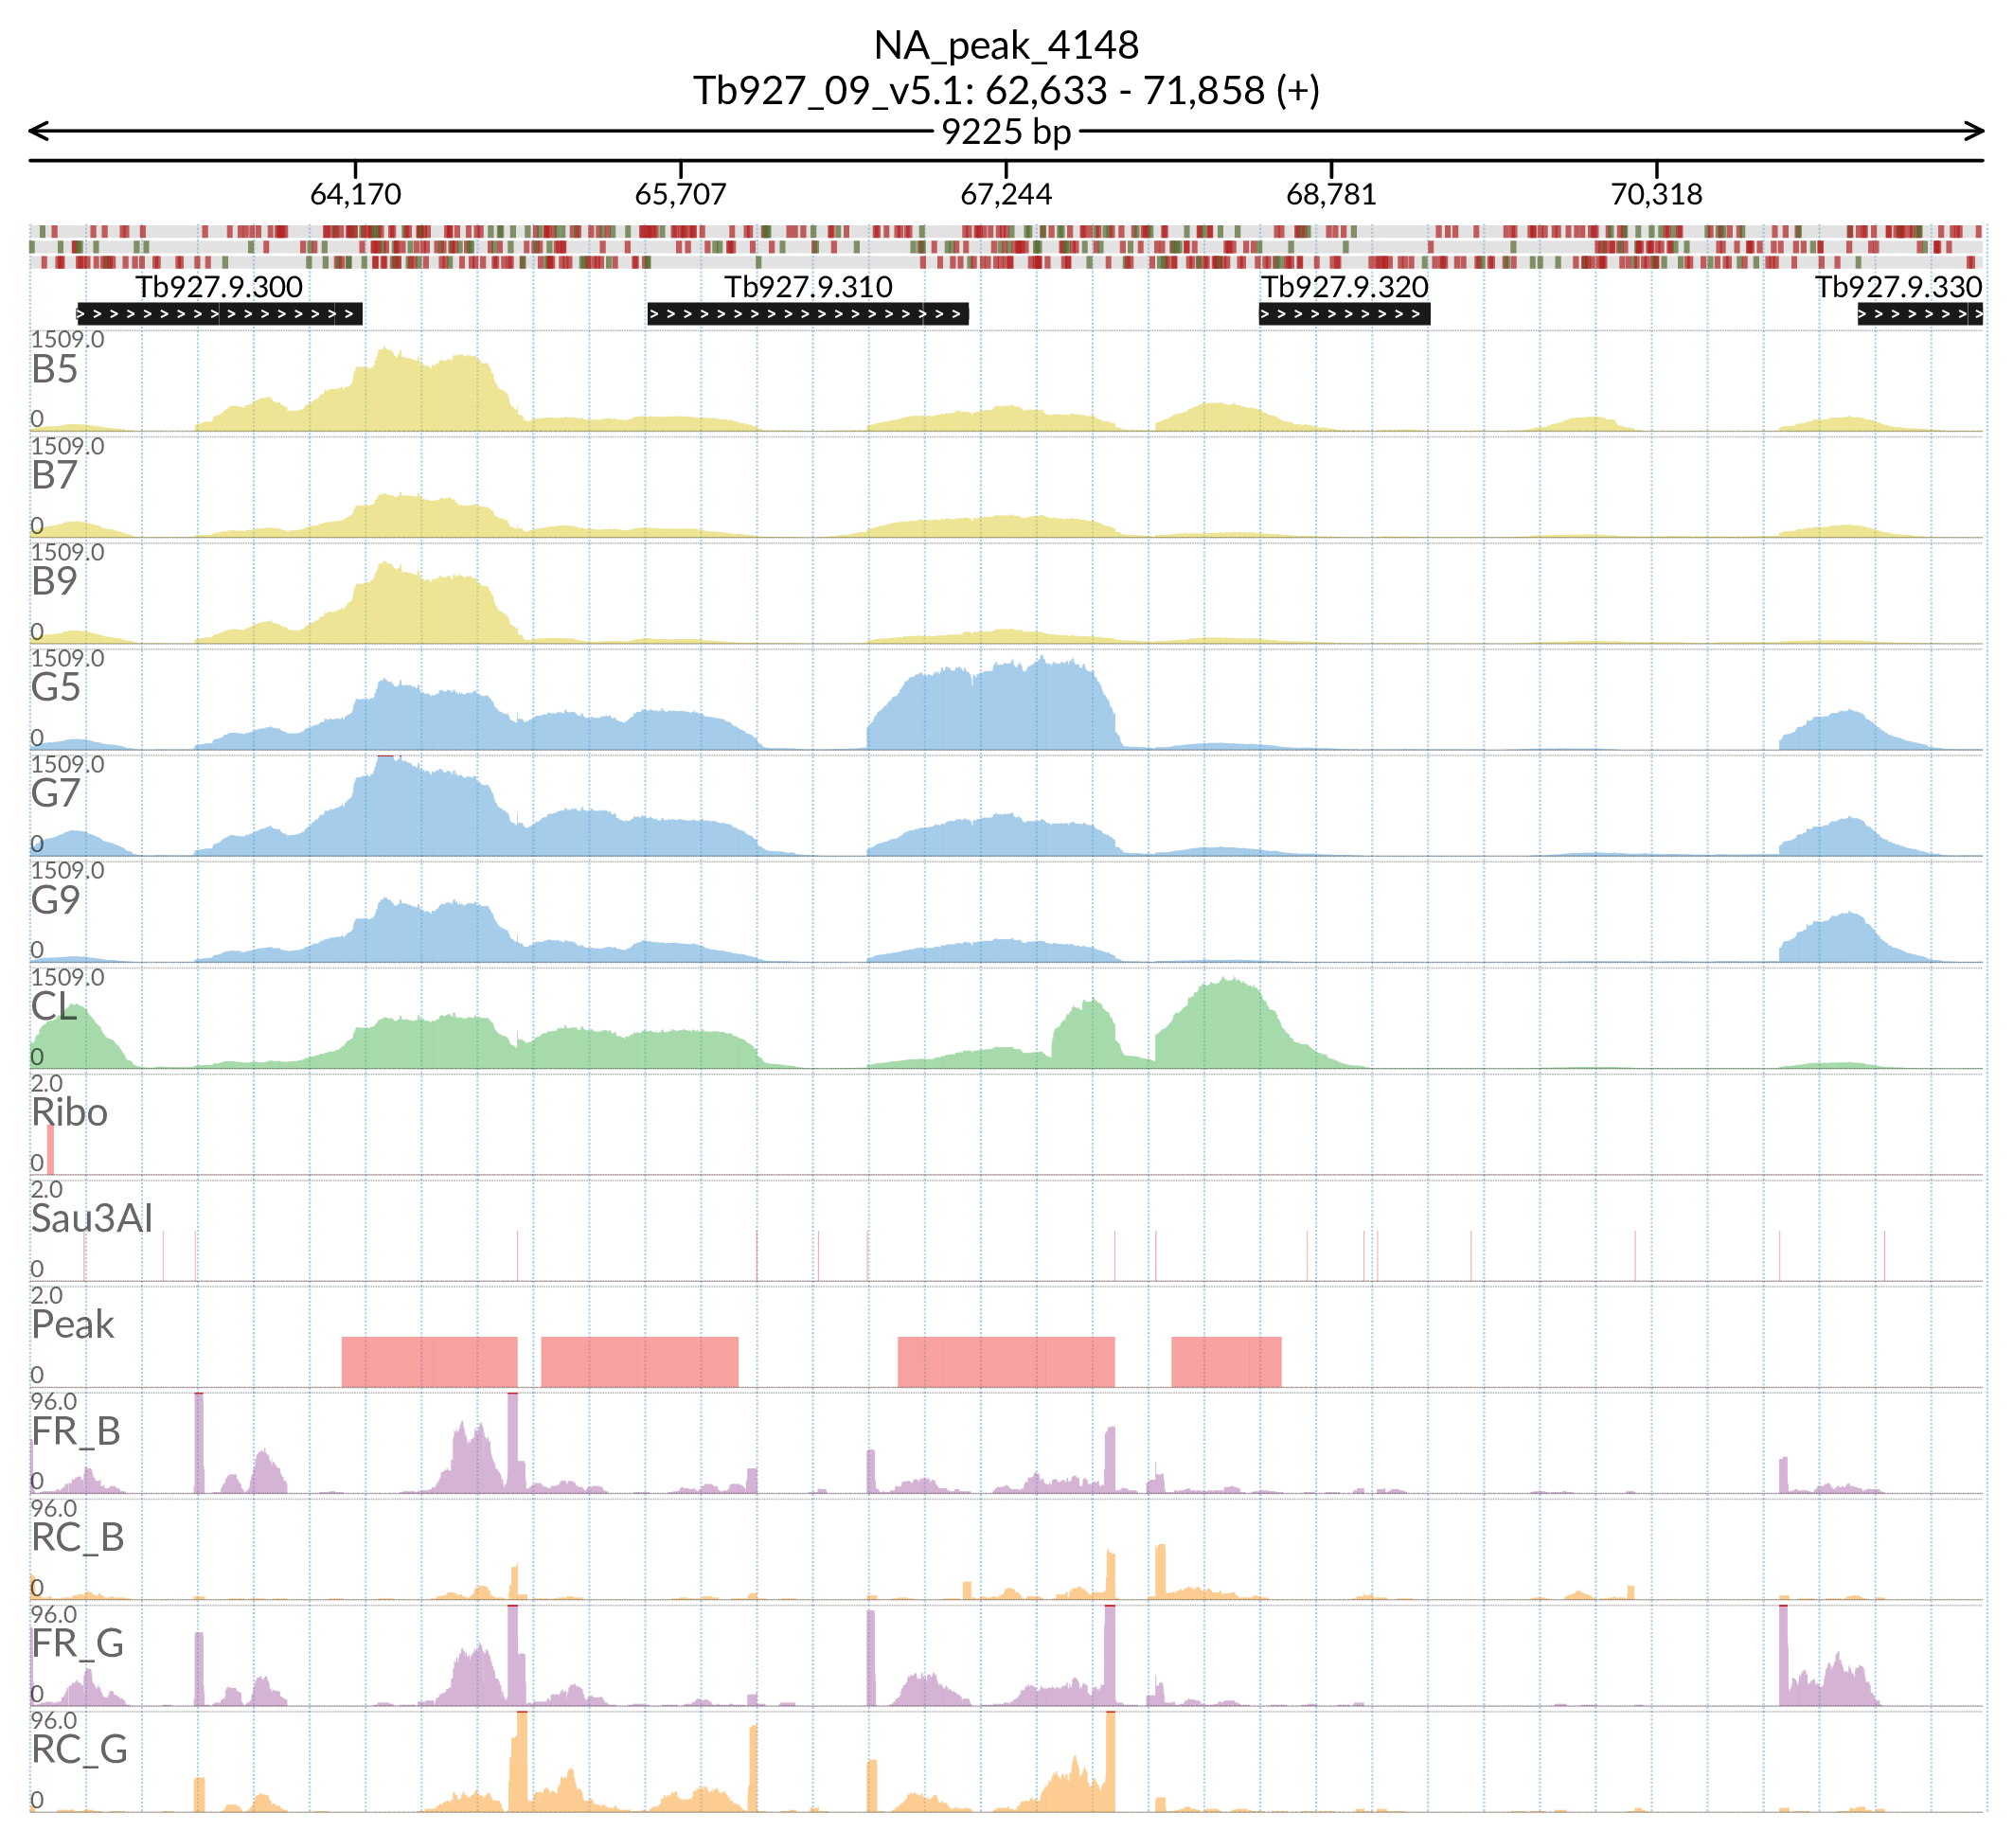 NA_peak_4148
Tb927_09_v5.1: 62,633 - 71,858 (+)
9225 bp
64,170 65,707 67,244 68,781 70,318
Tb927.9.300 Tb927.9.310 Tb927.9.320 Tb927.9.330
1509.0
B5
0
1509.0
B7
0
1509.0
B9
0
1509.0
G5
0
1509.0
G7
0
1509.0
G9
0
1509.0
CL
0
2.0
Ribo
0
2.0
Sau3AI
0
2.0
Peak
0
96.0
FR_B
0
96.0
RC_B
0
96.0
FR_G
0
96.0
RC_G
0